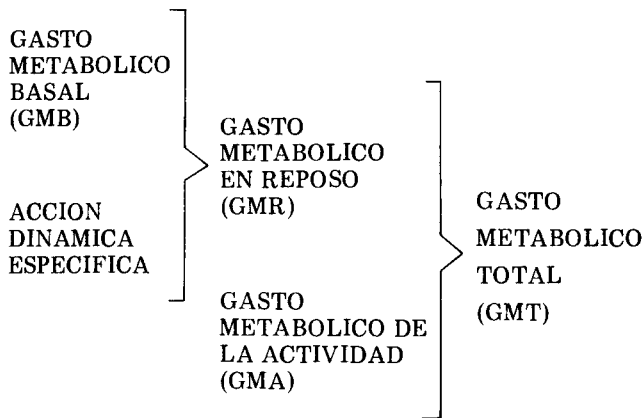 GASTO
METABOLICO
BASAL
(GMB)
ACCION
DINAMICA
ESPECIFICA
GASTO
METABOLICO
EN REPOSO
(GMR)
GASTO
METABOLICO DE
LA ACTIVIDAD
(GMA)
GASTO
METABOLICO
TOTAL
(GMT)